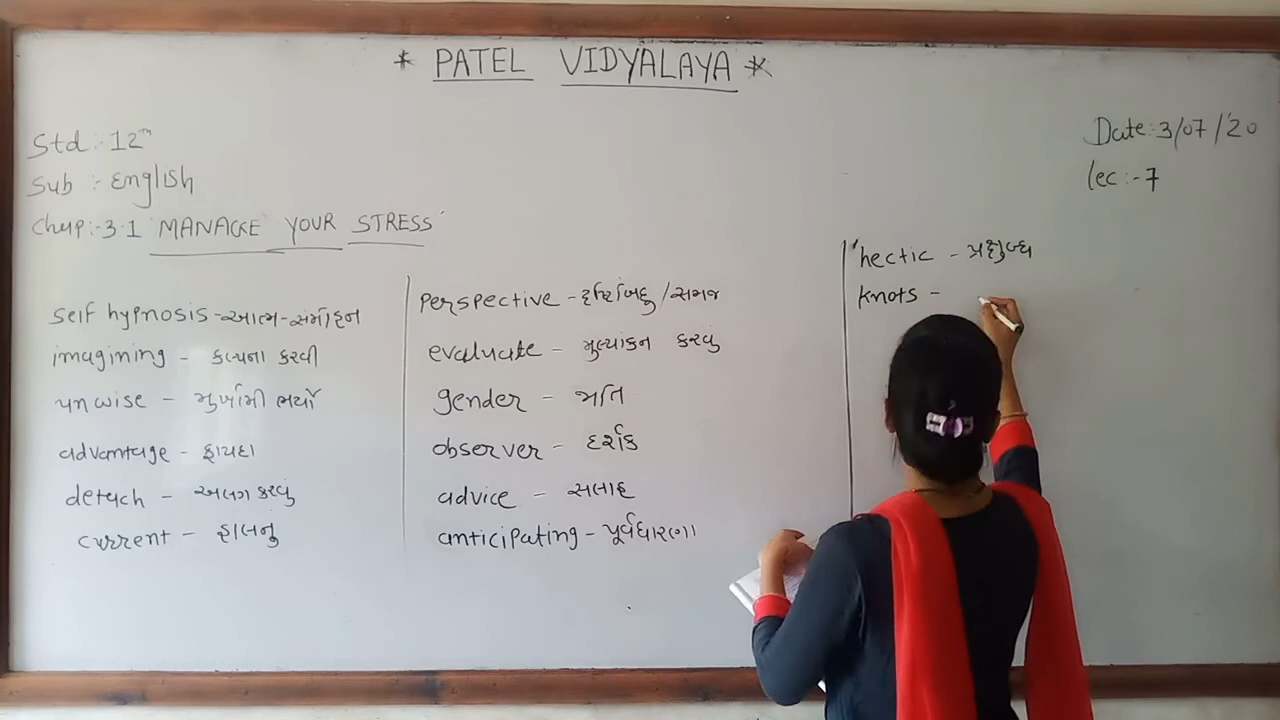 * PATEL VIDYALAYA *
Std :- 12th
Sub : English
Chap :- 3.1 MANAGE YOUR STRESS
Date : 3/07/'20
lec :- 7
self hypnosis - આત્મ-સંમોહન
imagining - કલ્પના કરવી
unwise - મુર્ખામી ભર્યો
advantage - ફાયદા
detach - અલગ કરવું
current - હાલનું
perspective - દ્રષ્ટિબિંદુ / સમજ
evaluate - મુલ્યાંકન કરવું
gender - જાતિ
observer - દર્શક
advice - સલાહ
anticipating - પૂર્વધારણા
hectic - પ્રક્ષુબ્ધ
knots -